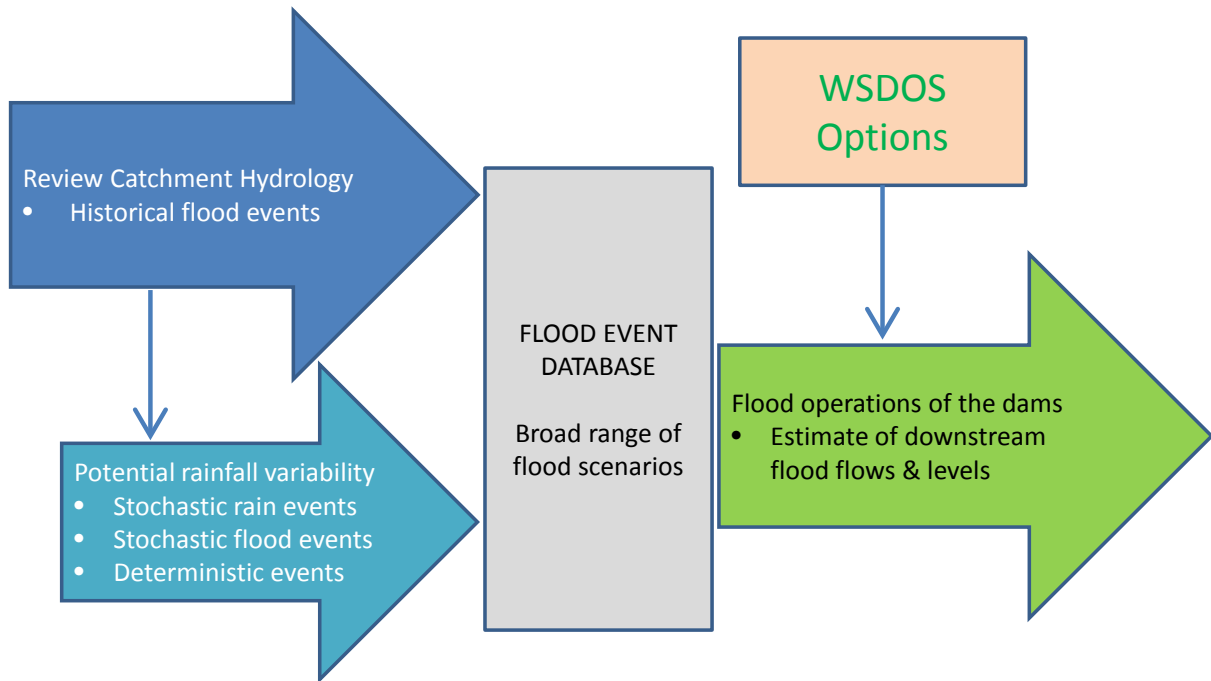 Review Catchment Hydrology
• Historical flood events
Potential rainfall variability
• Stochastic rain events
• Stochastic flood events
• Deterministic events
FLOOD EVENT
DATABASE
Broad range of
flood scenarios
WSDOS
Options
Flood operations of the dams
• Estimate of downstream
flood flows & levels